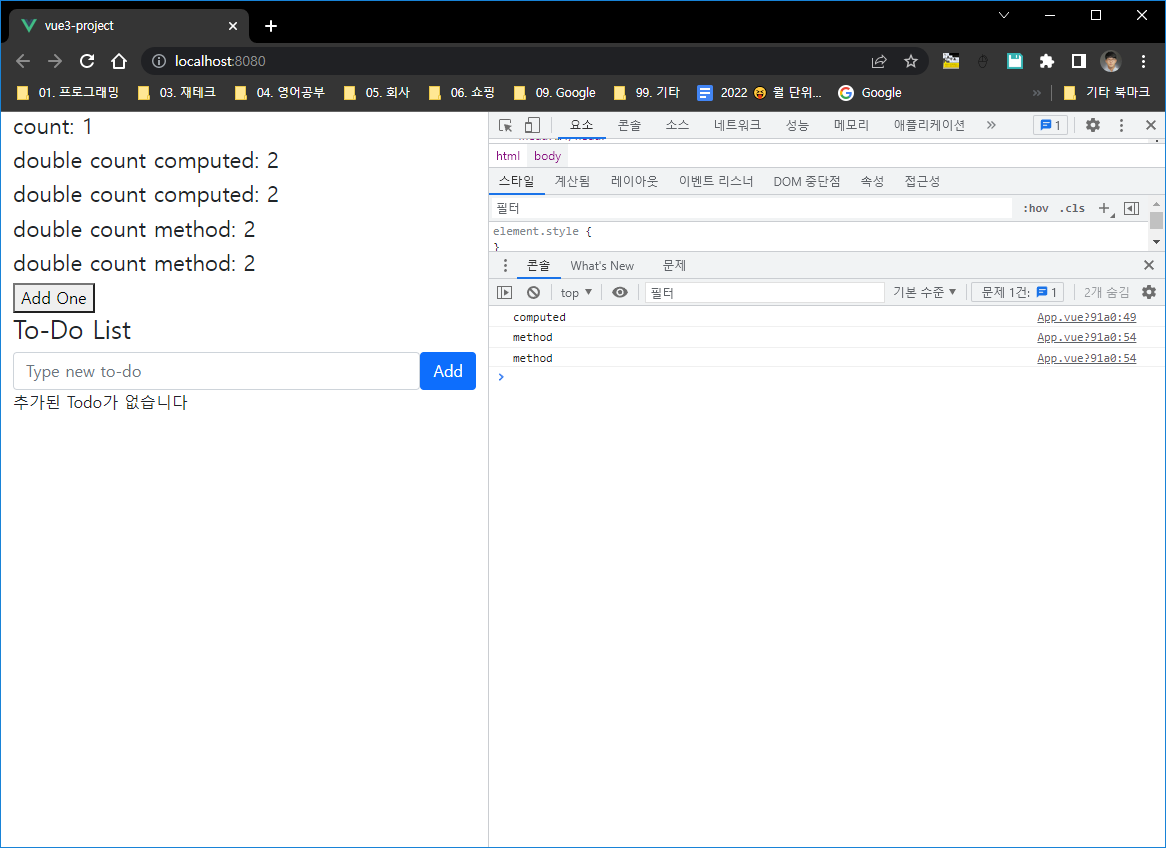 vue3-project
localhost:8080
01. 프로그래밍 03. 재테크 04. 영어공부 05. 회사 06. 쇼핑 09. Google 99. 기타 2022 😝 월 단위... Google » 기타 북마크
count: 1
double count computed: 2
double count computed: 2
double count method: 2
double count method: 2
Add One
To-Do List
Type new to-do Add
추가된 Todo가 없습니다
요소 콘솔 소스 네트워크 성능 메모리 애플리케이션 » 1
html body
스타일 계산됨 레이아웃 이벤트 리스너 DOM 중단점 속성 접근성
필터 :hov .cls +
element.style {
}
콘솔 What's New 문제
top ▼ 필터 기본 수준 ▼ 문제 1건: 1 2개 숨김
computed App.vue?91a0:49
method App.vue?91a0:54
method App.vue?91a0:54